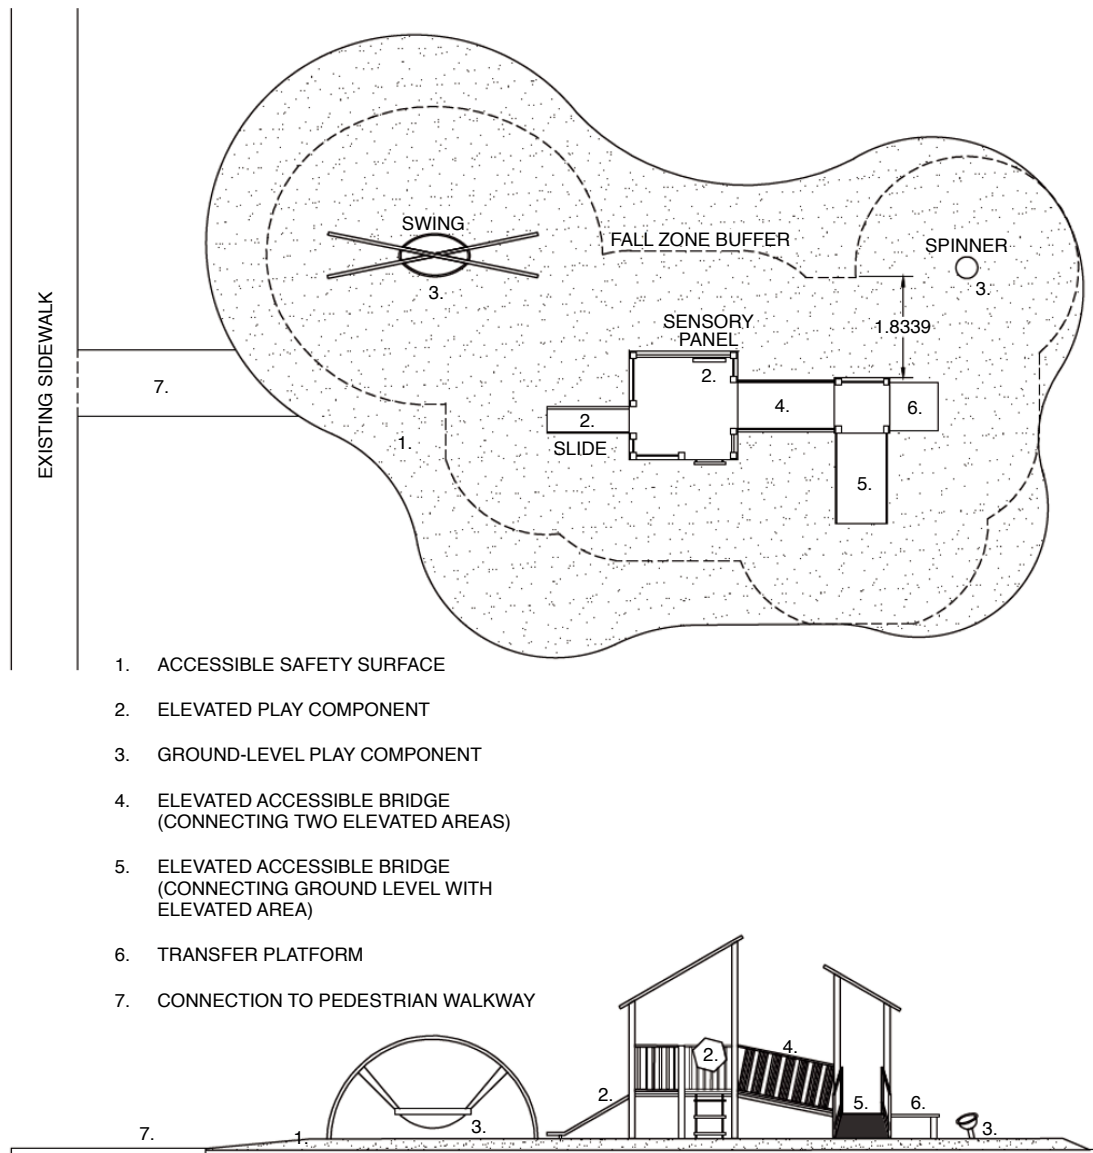 SWING
3.
FALL ZONE BUFFER
SPINNER
3.
1.8339
SENSORY
PANEL
2.
4.
6.
2.
SLIDE
5.
1.
7.
EXISTING SIDEWALK
1. ACCESSIBLE SAFETY SURFACE
2. ELEVATED PLAY COMPONENT
3. GROUND-LEVEL PLAY COMPONENT
4. ELEVATED ACCESSIBLE BRIDGE
(CONNECTING TWO ELEVATED AREAS)
5. ELEVATED ACCESSIBLE BRIDGE
(CONNECTING GROUND LEVEL WITH
ELEVATED AREA)
6. TRANSFER PLATFORM
7. CONNECTION TO PEDESTRIAN WALKWAY
2.
4.
2.
5.
6.
3.
3.
7.
1.